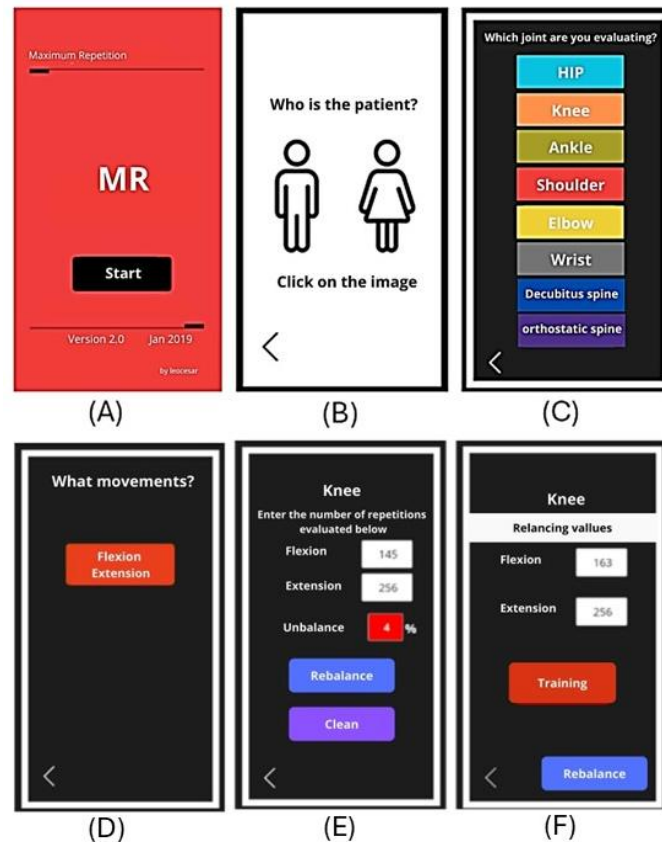 Maximum Repetition
MR
Start
Version 2.0 Jan 2019
by leocesar
(A)
Who is the patient?
Click on the image
(B)
Which joint are you evaluating?
HIP
Knee
Ankle
Shoulder
Elbow
Wrist
Decubitus spine
orthostatic spine
(C)
What movements?
Flexion
Extension
(D)
Knee
Enter the number of repetitions
evaluated below
Flexion 145
Extension 256
Unbalance 4 %
Rebalance
Clean
(E)
Knee
Relancing vallues
Flexion 163
Extension 256
Training
Rebalance
(F)